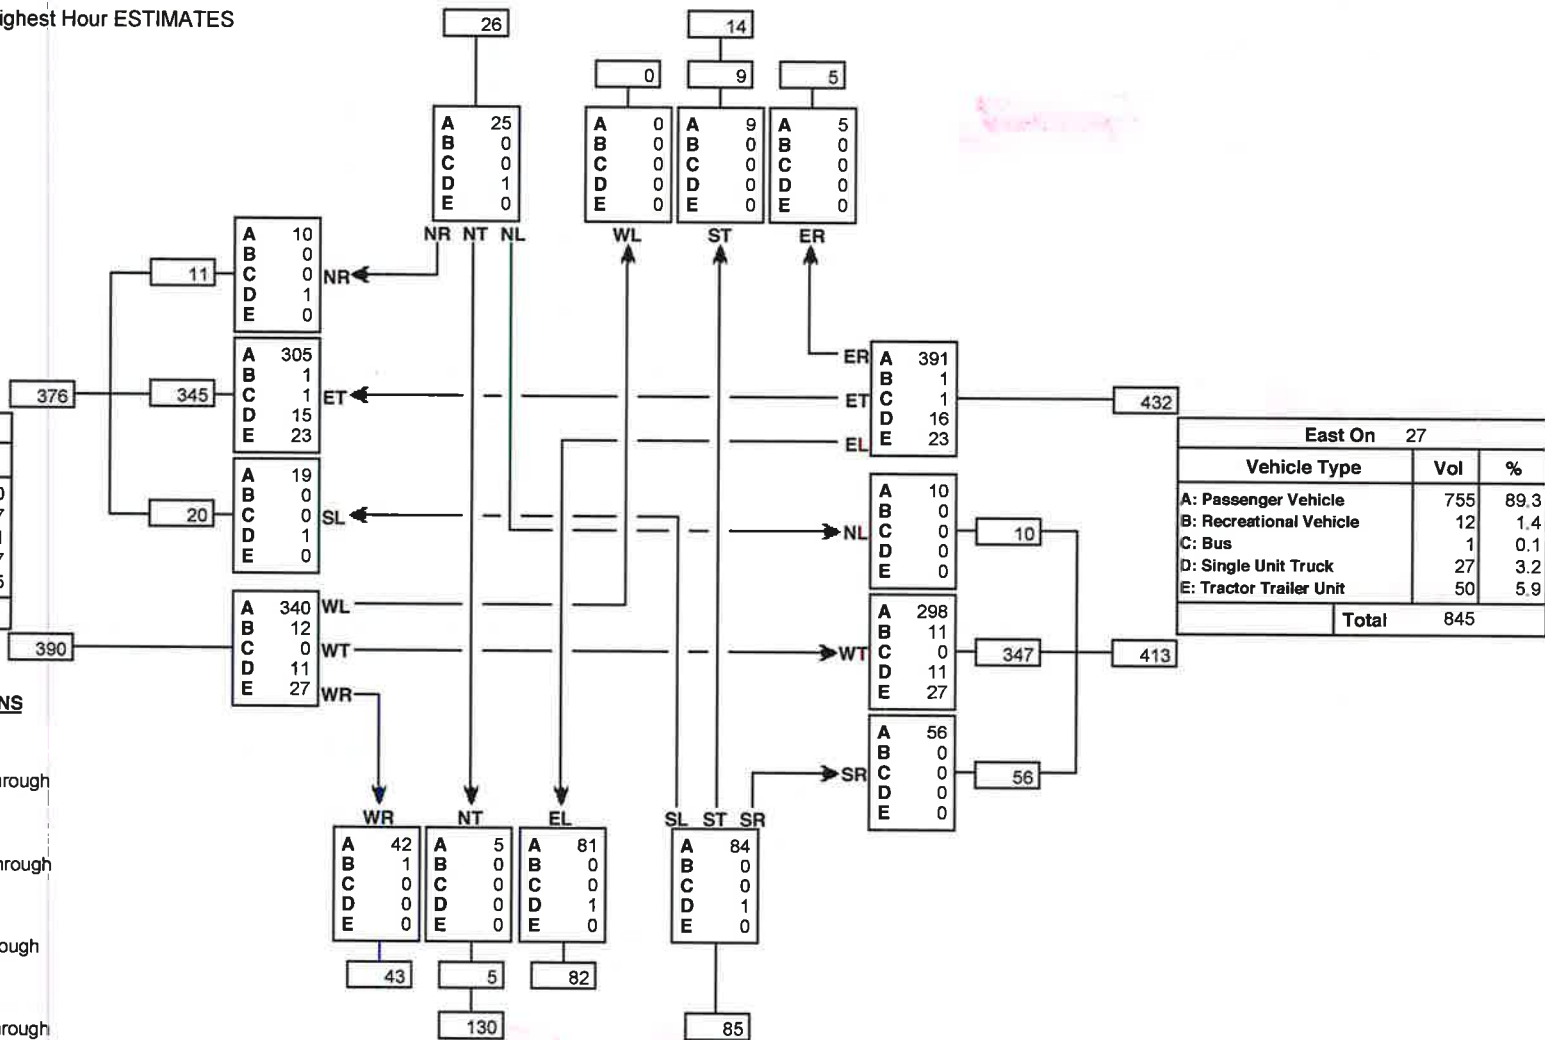 ighest Hour ESTIMATES
26
14
0
9
5
A 25
B 0
C 0
D 1
E 0
A 0
B 0
C 0
D 0
E 0
A 9
B 0
C 0
D 0
E 0
A 5
B 0
C 0
D 0
E 0
NR NT NL
WL
ST
ER
11
A 10
B 0
C 0
D 1
E 0
NR
376
345
A 305
B 1
C 1
D 15
E 23
ET
20
A 19
B 0
C 0
D 1
E 0
SL
390
A 340
B 12
C 0
D 11
E 27
WL
WT
WR
0
7
1
7
5
ER
ET
EL
A 391
B 1
C 1
D 16
E 23
432
NL
A 10
B 0
C 0
D 0
E 0
10
WT
A 298
B 11
C 0
D 11
E 27
347
413
SR
A 56
B 0
C 0
D 0
E 0
56
East On 27
Vehicle Type Vol %
A: Passenger Vehicle 755 89.3
B: Recreational Vehicle 12 1.4
C: Bus 1 0.1
D: Single Unit Truck 27 3.2
E: Tractor Trailer Unit 50 5.9
Total 845
NS
rough
hrough
ough
hrough
WR
NT
EL
SL ST SR
A 42
B 1
C 0
D 0
E 0
A 5
B 0
C 0
D 0
E 0
A 81
B 0
C 0
D 1
E 0
A 84
B 0
C 0
D 1
E 0
43
5
82
130
85